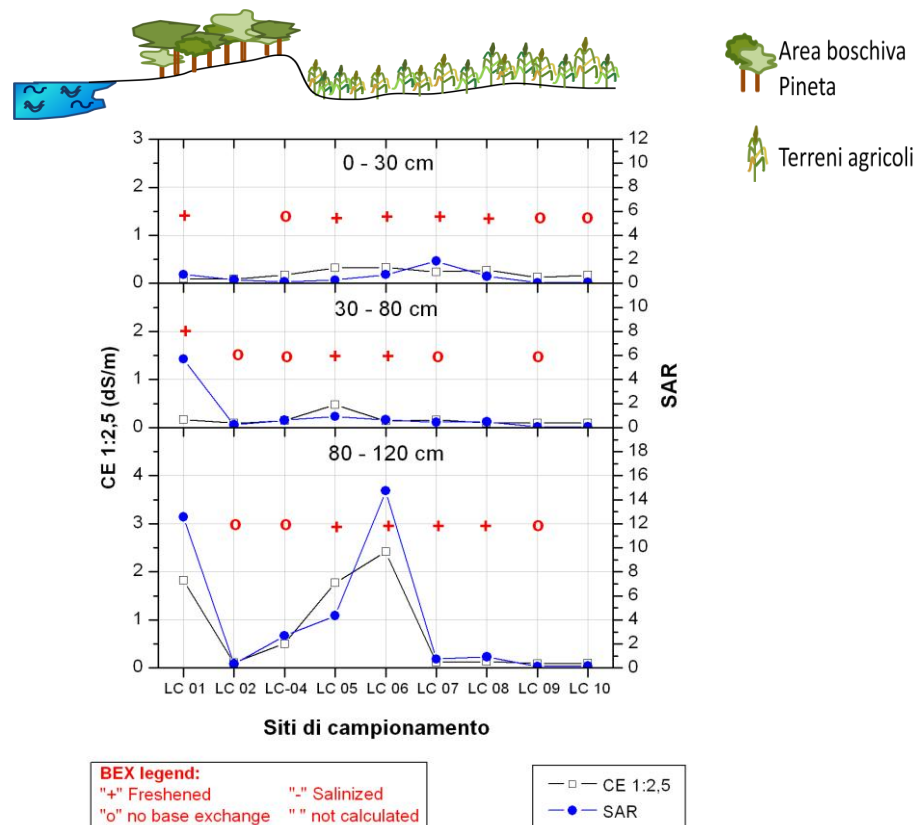 Area boschiva
Pineta
Terreni agricoli
3 12
0 - 30 cm
10
2 8
6
+ o + + + + o o
1 4
2
0 0
30 - 80 cm
10
2 + 8
o o + + o o 6
1 4
2
0 0
80 - 120 cm
18
4 16
14
3 o o + + + + o 12
10
2 8
6
1 4
2
0 0
CE 1:2,5 (dS/m)
SAR
LC 01 LC 02 LC-04 LC 05 LC 06 LC 07 LC 08 LC 09 LC 10
Siti di campionamento
BEX legend:
"+" Freshened "-" Salinized
"o" no base exchange " " not calculated
CE 1:2,5
SAR